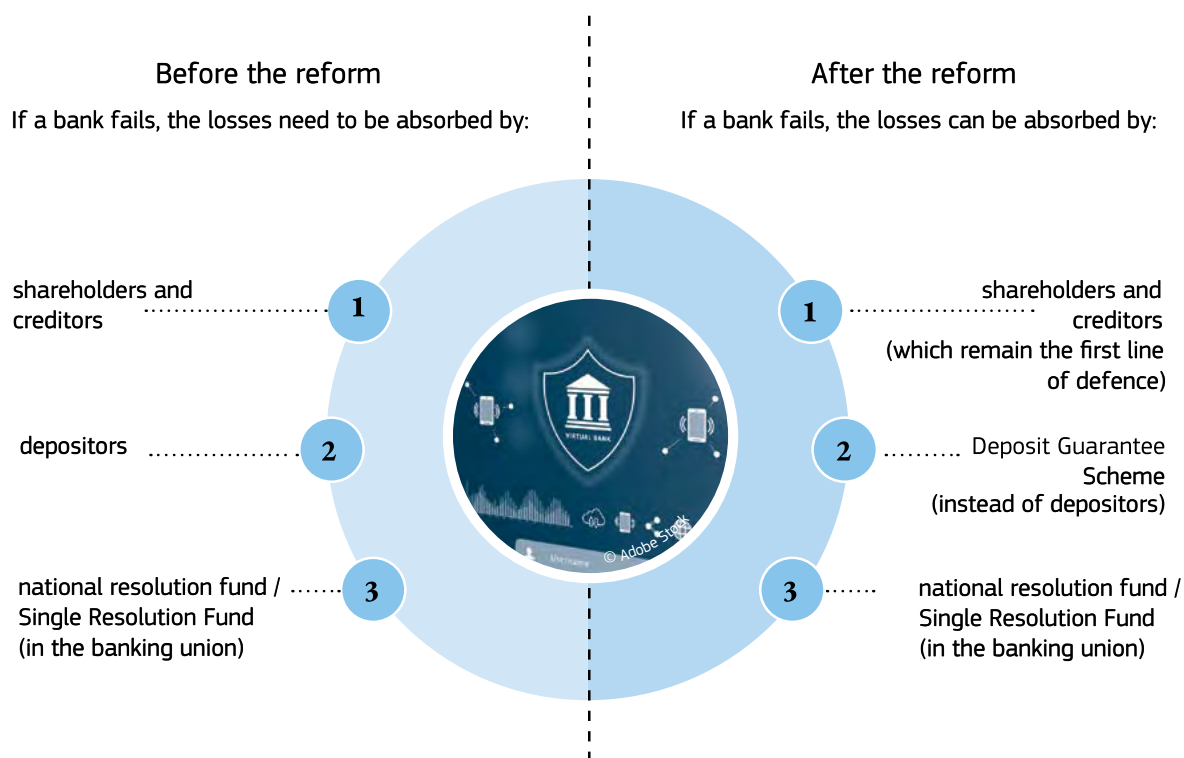 Before the reform
If a bank fails, the losses need to be absorbed by:
shareholders and
creditors
1
depositors
2
national resolution fund /
Single Resolution Fund
(in the banking union)
3
After the reform
If a bank fails, the losses can be absorbed by:
1
shareholders and
creditors
(which remain the first line
of defence)
2
Deposit Guarantee
Scheme
(instead of depositors)
3
national resolution fund /
Single Resolution Fund
(in the banking union)
VIRTUAL BANK
Username
© Adobe Stock